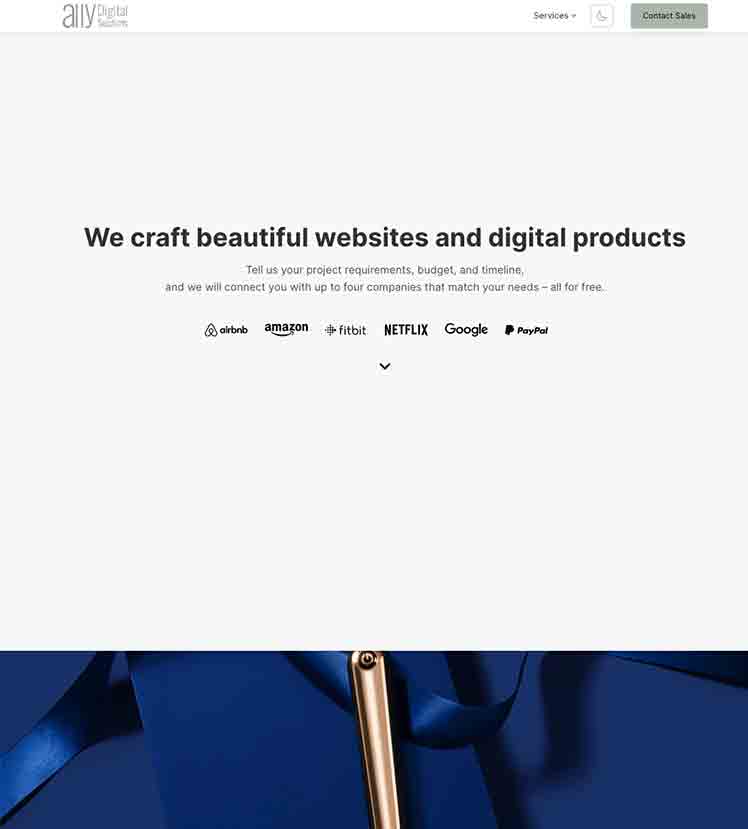 ally Digital
Services
Contact Sales
We craft beautiful websites and digital products
Tell us your project requirements, budget, and timeline,
and we will connect you with up to four companies that match your needs – all for free.
airbnb amazon fitbit NETFLIX Google PayPal